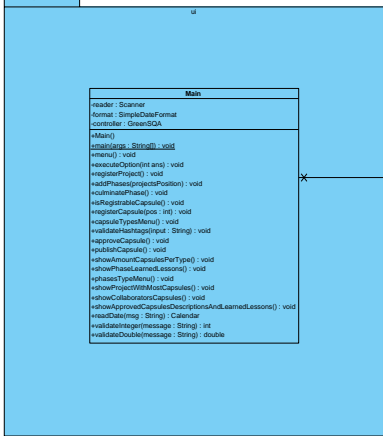 ui
Main
-reader : Scanner
-format : SimpleDateFormat
-controller : GreenSQA
+Main()
+main(args : String[]) : void
+menu() : void
+executeOption(int ans) : void
+registerProject() : void
+addPhases(projectsPosition) : void
+culminatePhase() : void
+isRegistrableCapsule() : void
+registerCapsule(pos : int) : void
+capsuleTypesMenu() : void
+validateHashtags(input : String) : void
+approveCapsule() : void
+publishCapsule() : void
+showAmountCapsulesPerType() : void
+showPhaseLearnedLessons() : void
+phasesTypeMenu() : void
+showProjectWithMostCapsules() : void
+showCollaboratorsCapsules() : void
+showApprovedCapsulesDescriptionsAndLearnedLessons() : void
+readDate(msg : String) : Calendar
+validateInteger(message : String) : int
+validateDouble(message : String) : double